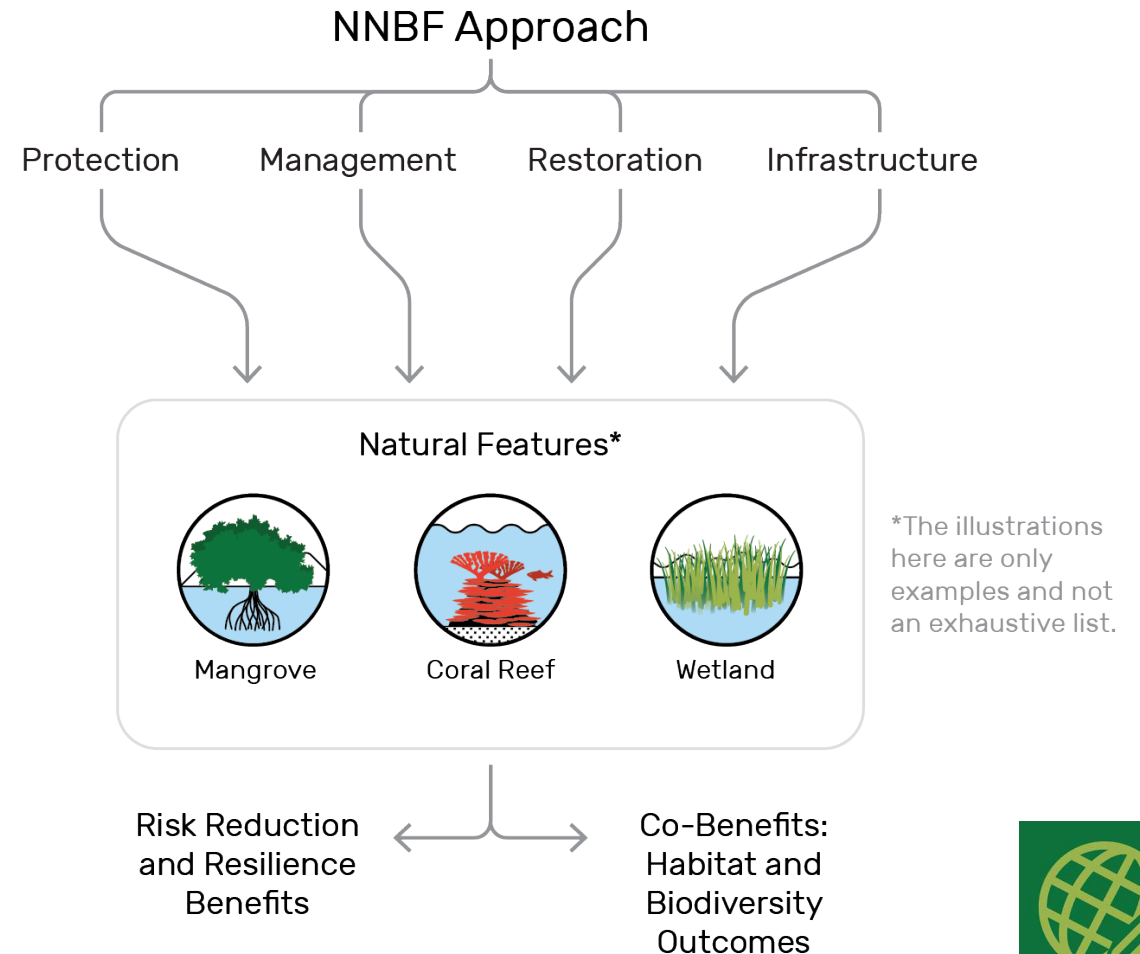 NNBF Approach
Protection
Management
Restoration
Infrastructure
Natural Features*
Mangrove
Coral Reef
Wetland
*The illustrations
here are only
examples and not
an exhaustive list.
Risk Reduction
and Resilience
Benefits
Co-Benefits:
Habitat and
Biodiversity
Outcomes